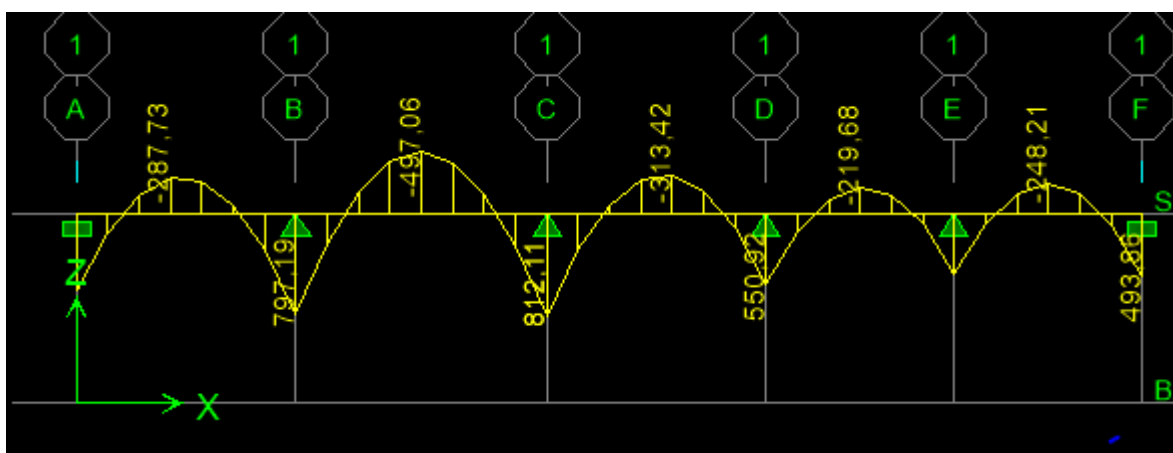 1 1 1 1 1 1
A B C D E F
-287,73 -497,06 -313,42 -219,68 -248,21
S
Z 797,19 812,11 550,92 493,86
X
B